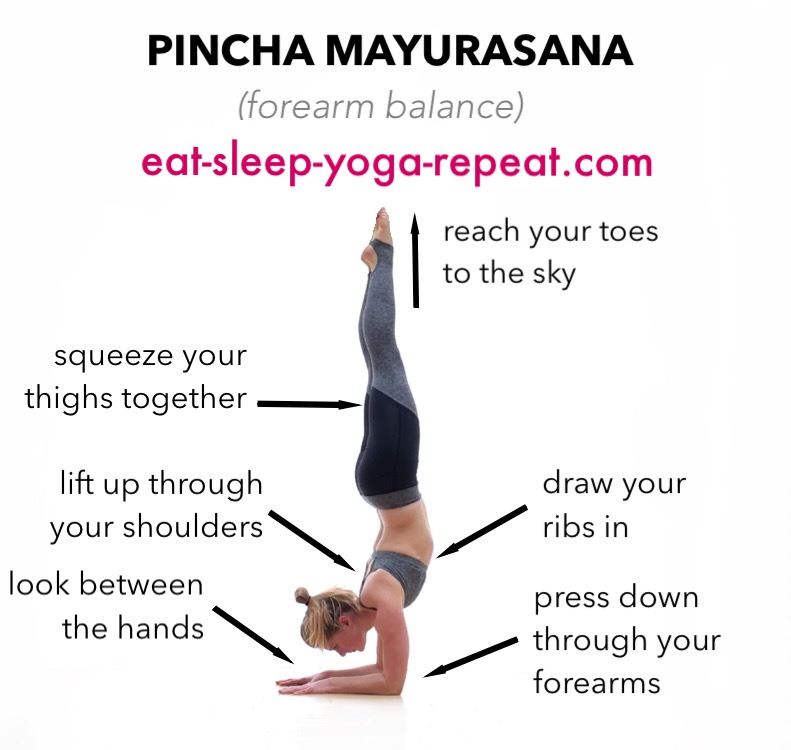 PINCHA MAYURASANA
(forearm balance)
eat-sleep-yoga-repeat.com
reach your toes
to the sky
squeeze your
thighs together
lift up through
your shoulders
draw your
ribs in
look between
the hands
press down
through your
forearms